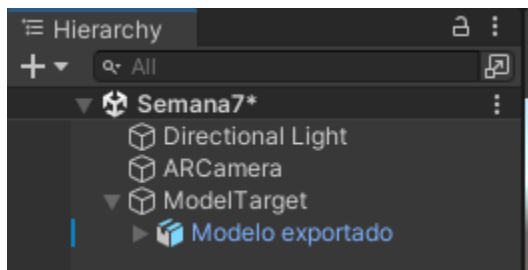 Hierarchy
All
Semana7*
Directional Light
ARCamera
ModelTarget
Modelo exportado